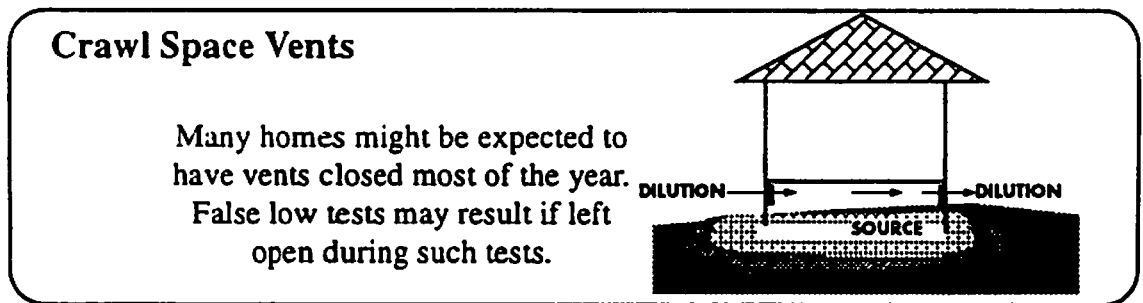 Crawl Space Vents
Many homes might be expected to
have vents closed most of the year.
False low tests may result if left
open during such tests.
DILUTION
DILUTION
SOURCE